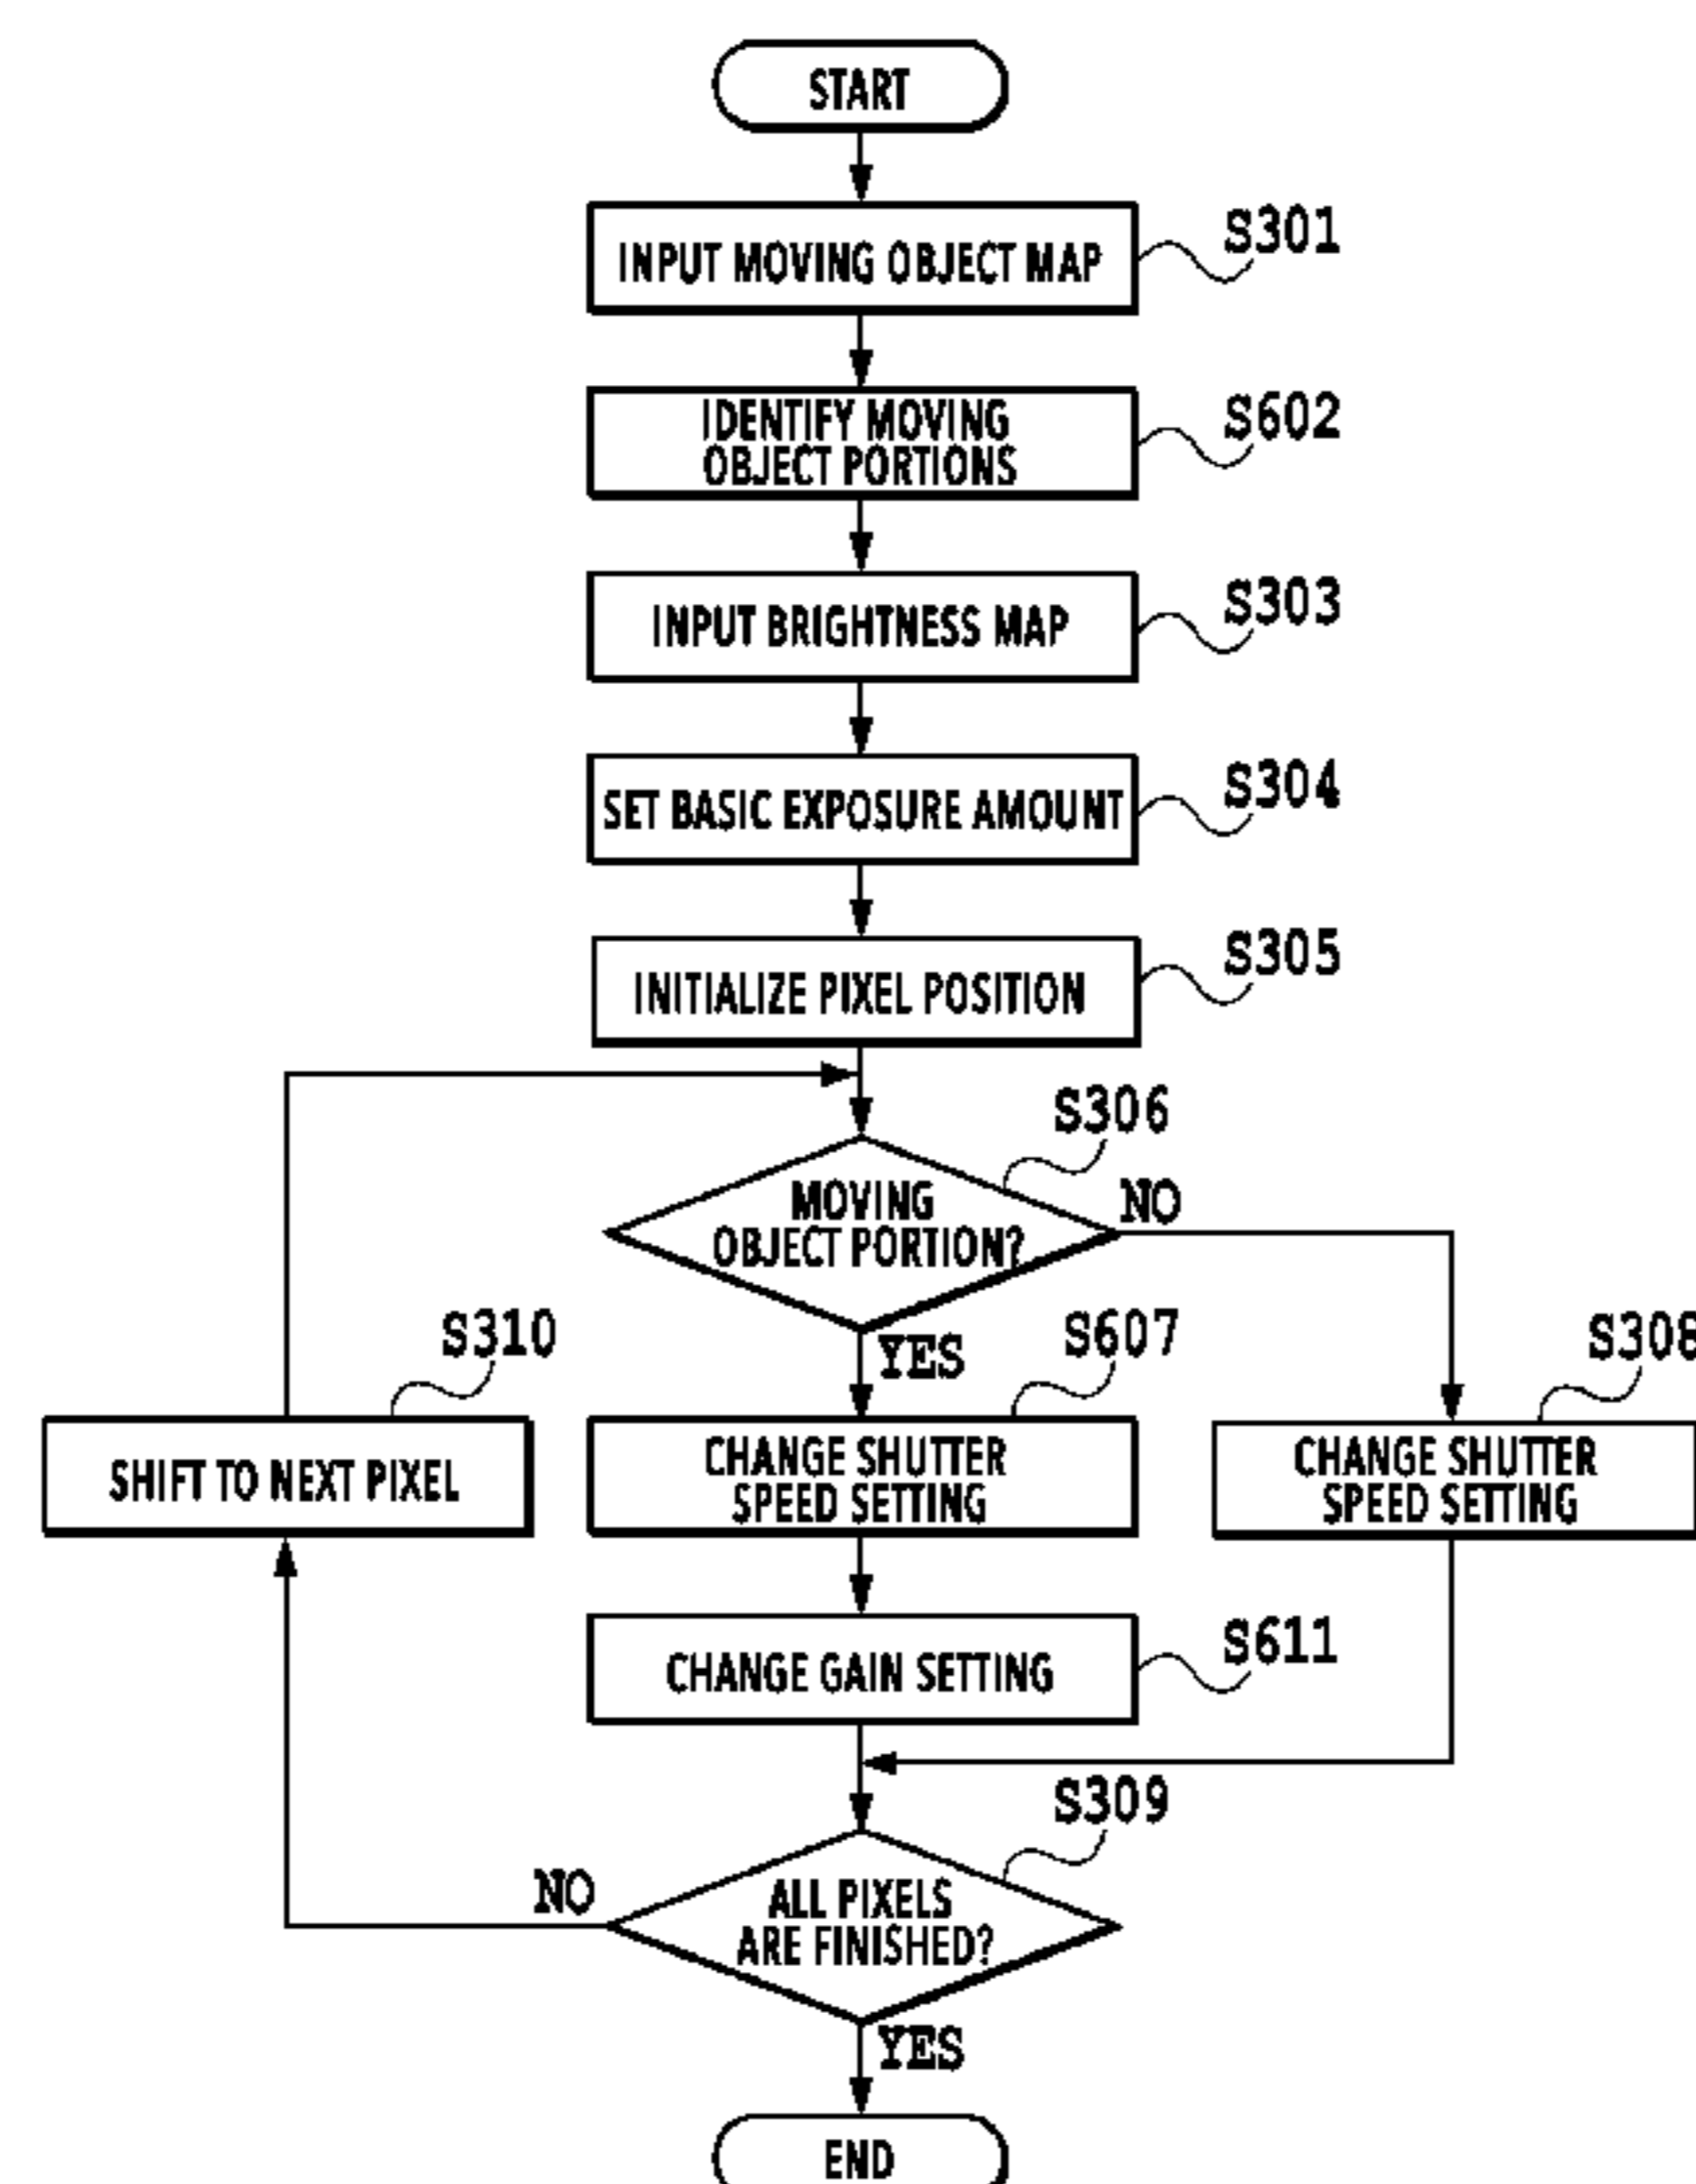 START
INPUT MOVING OBJECT MAP
S301
IDENTIFY MOVING
OBJECT PORTIONS
S602
INPUT BRIGHTNESS MAP
S303
SET BASIC EXPOSURE AMOUNT
S304
INITIALIZE PIXEL POSITION
S305
S306
MOVING
OBJECT PORTION?
NO
YES
S310
SHIFT TO NEXT PIXEL
S607
CHANGE SHUTTER
SPEED SETTING
S308
CHANGE SHUTTER
SPEED SETTING
CHANGE GAIN SETTING
S611
S309
ALL PIXELS
ARE FINISHED?
NO
YES
END